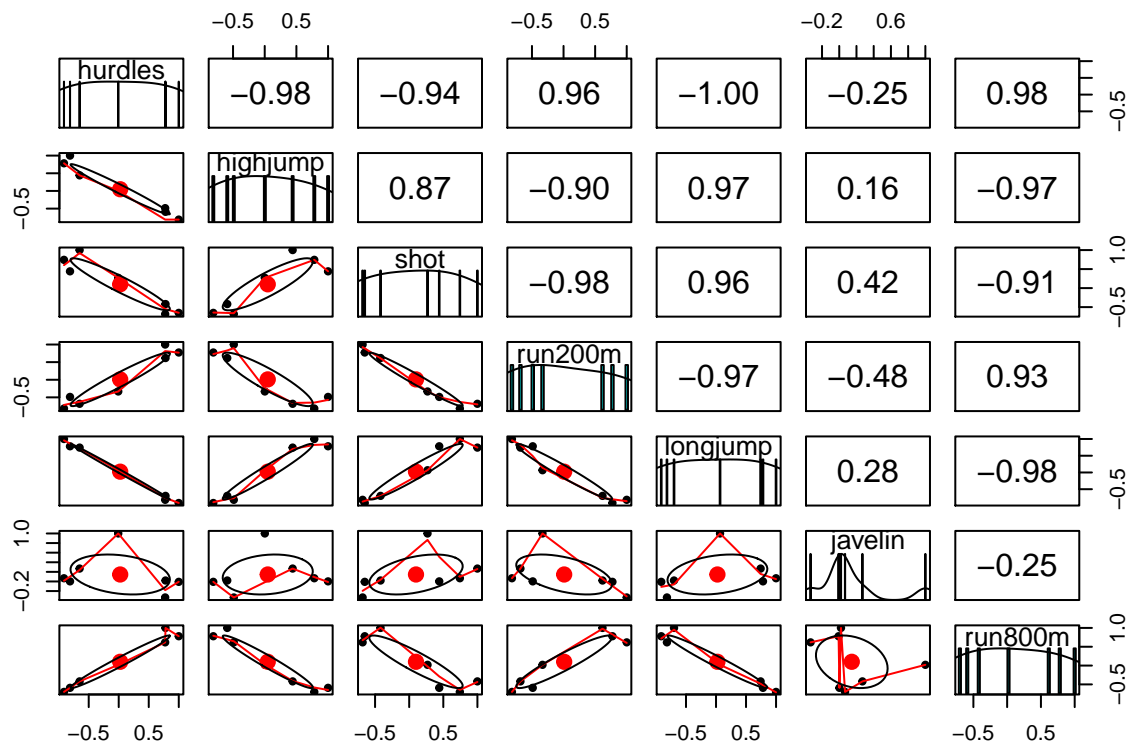 −0.5 0.5 −0.5 0.5 −0.2 0.6
hurdles −0.98 −0.94 0.96 −1.00 −0.25 0.98 −0.5
−0.5 highjump 0.87 −0.90 0.97 0.16 −0.97
shot −0.98 0.96 0.42 −0.91 −0.5 1.0
−0.5 run200m −0.97 −0.48 0.93
longjump 0.28 −0.98 −0.5
−0.2 1.0 javelin −0.25
run800m −0.5 1.0
−0.5 0.5 −0.5 0.5 −0.5 0.5 −0.5 0.5